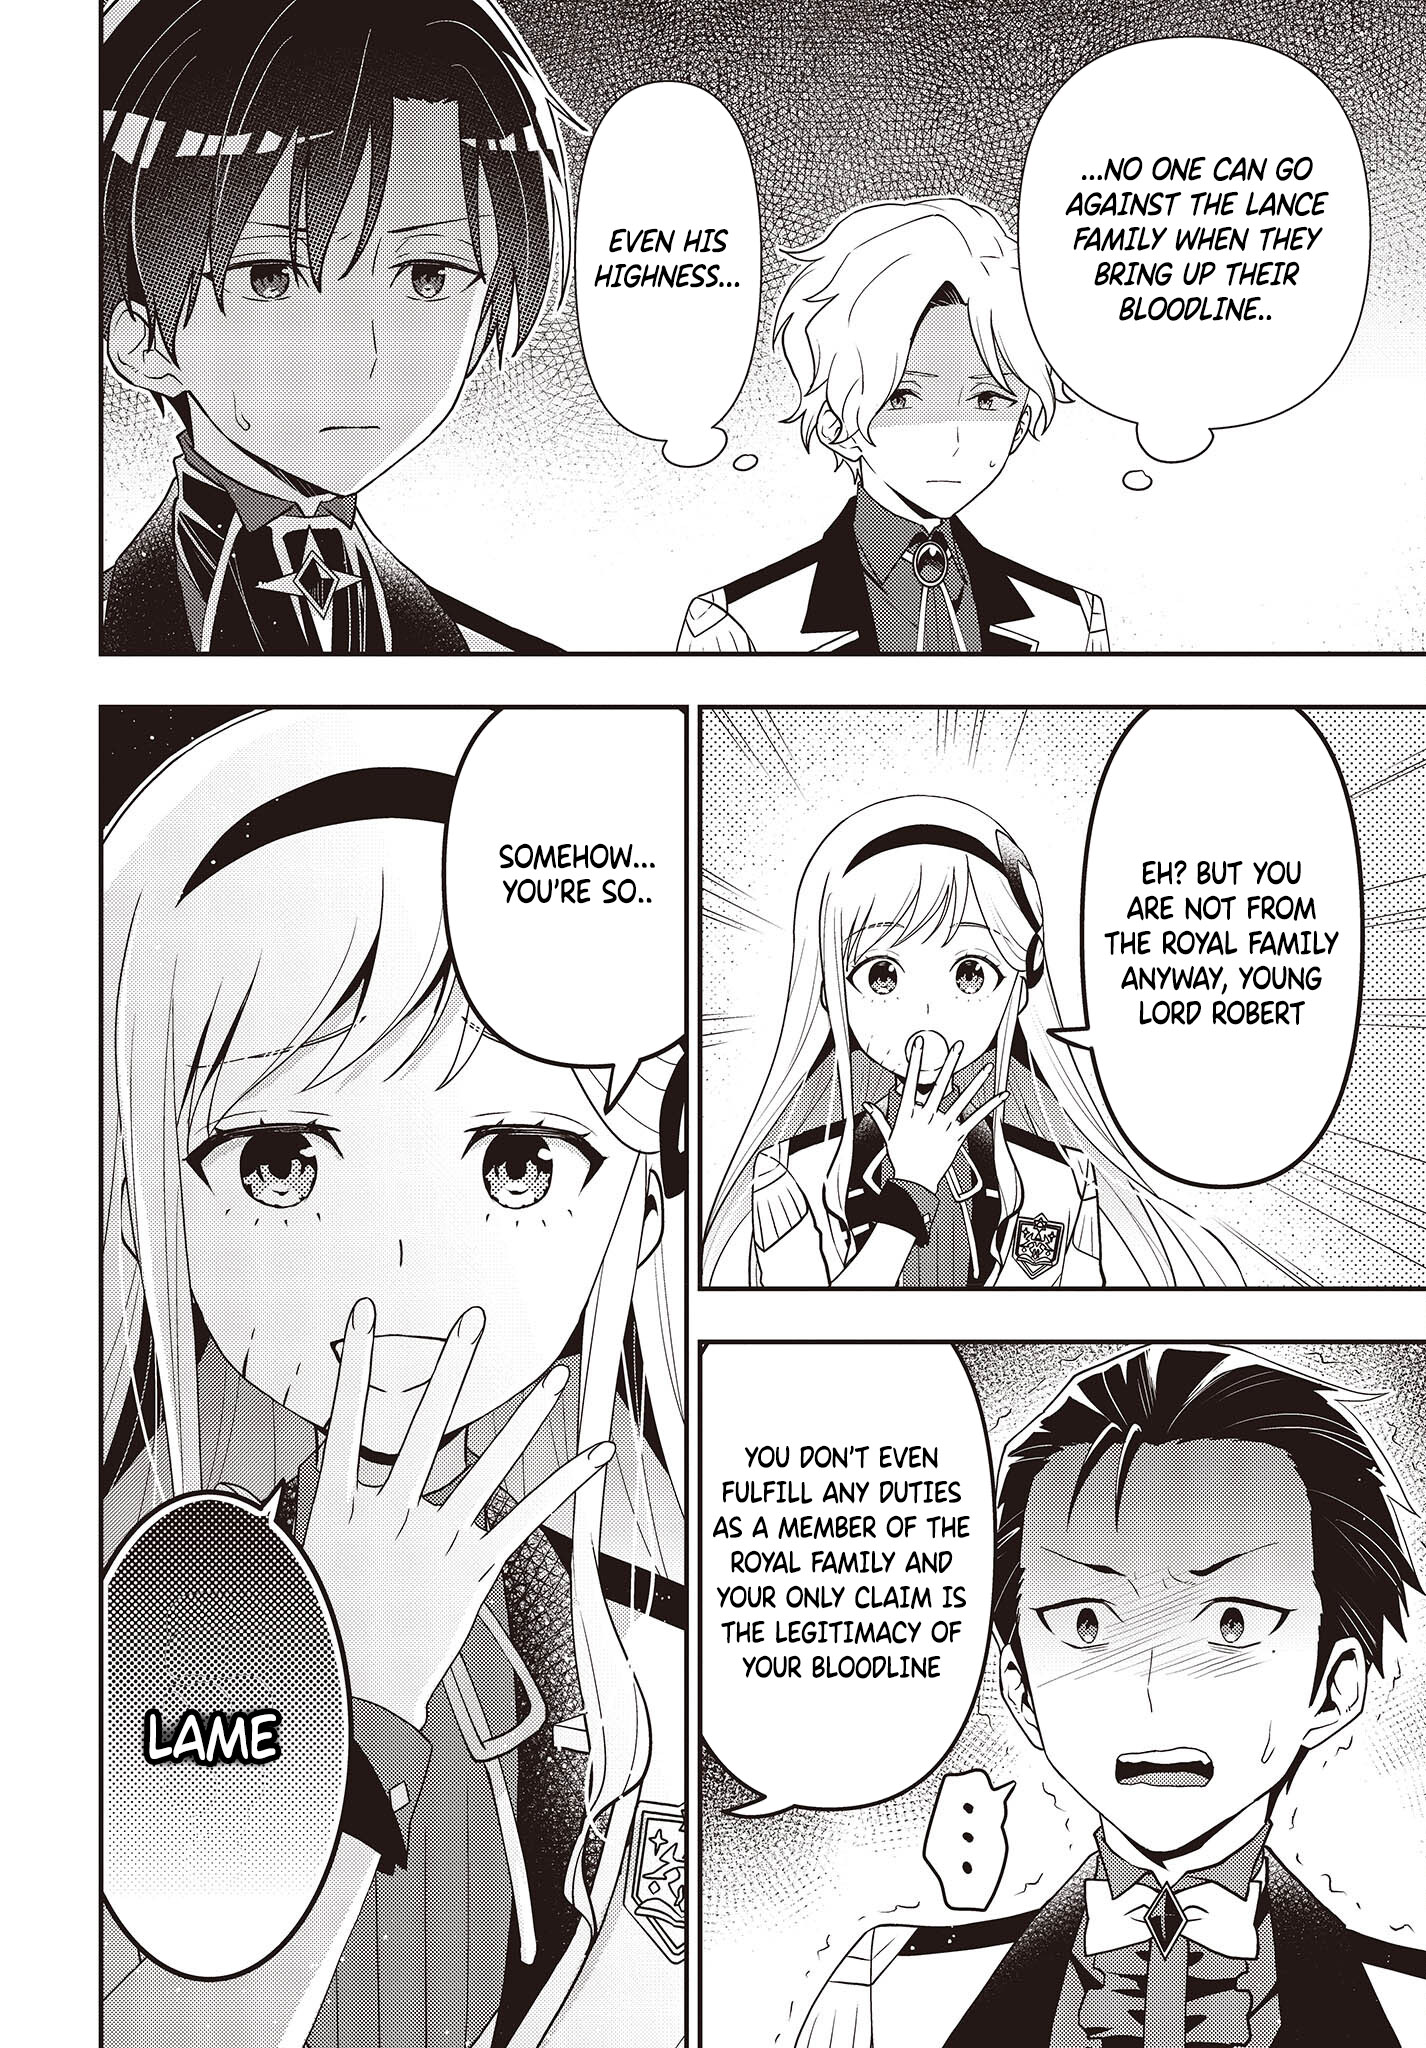 ...NO ONE CAN GO
AGAINST THE LANCE
FAMILY WHEN THEY
BRING UP THEIR
BLOODLINE..
EVEN HIS
HIGHNESS...
EH? BUT YOU
ARE NOT FROM
THE ROYAL FAMILY
ANYWAY, YOUNG
LORD ROBERT
YOU DON'T EVEN
FULFILL ANY DUTIES
AS A MEMBER OF THE
ROYAL FAMILY AND
YOUR ONLY CLAIM IS
THE LEGITIMACY OF
YOUR BLOODLINE
...
SOMEHOW...
YOU'RE SO..
LAME